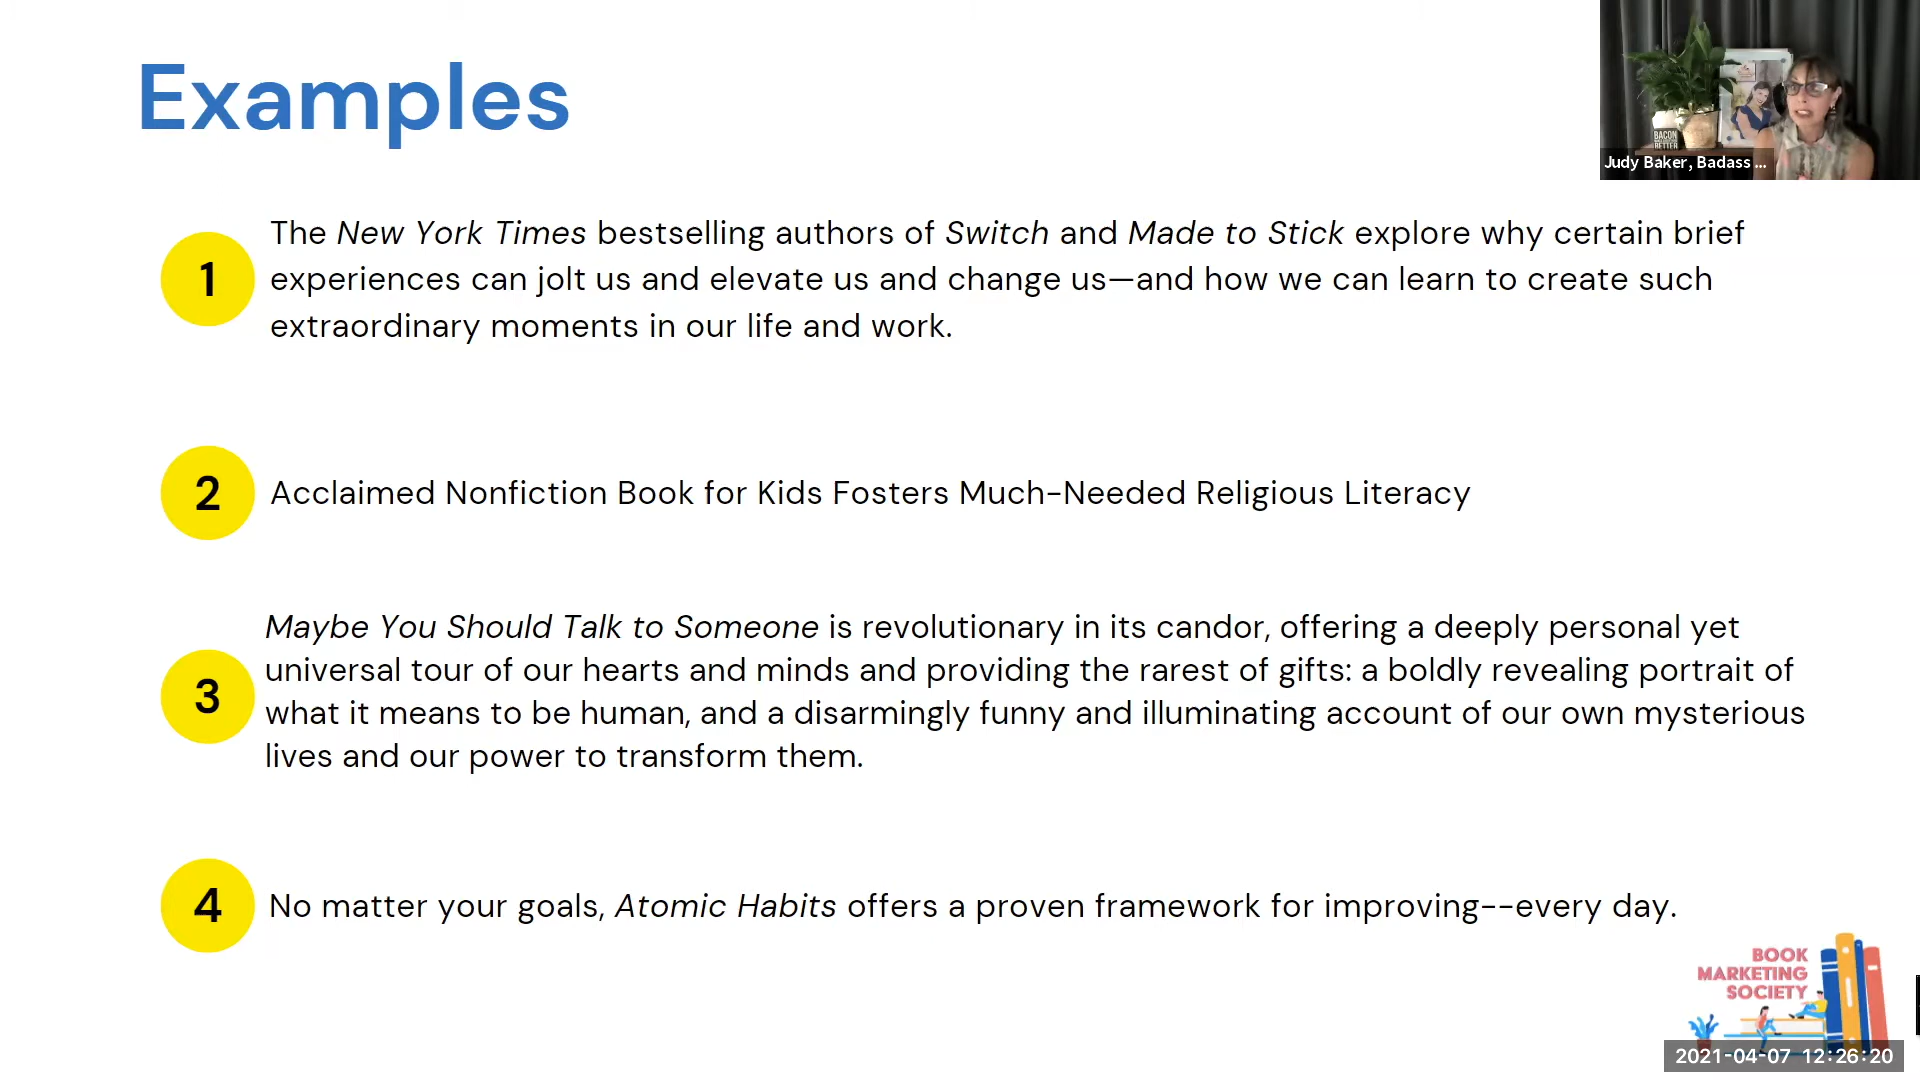 Examples
BACON
BETTER
Judy Baker, Badass ...
1
The New York Times bestselling authors of Switch and Made to Stick explore why certain brief
experiences can jolt us and elevate us and change us—and how we can learn to create such
extraordinary moments in our life and work.
2
Acclaimed Nonfiction Book for Kids Fosters Much-Needed Religious Literacy
3
Maybe You Should Talk to Someone is revolutionary in its candor, offering a deeply personal yet
universal tour of our hearts and minds and providing the rarest of gifts: a boldly revealing portrait of
what it means to be human, and a disarmingly funny and illuminating account of our own mysterious
lives and our power to transform them.
4
No matter your goals, Atomic Habits offers a proven framework for improving--every day.
BOOK
MARKETING
SOCIETY
2021-04-07 12:26:20